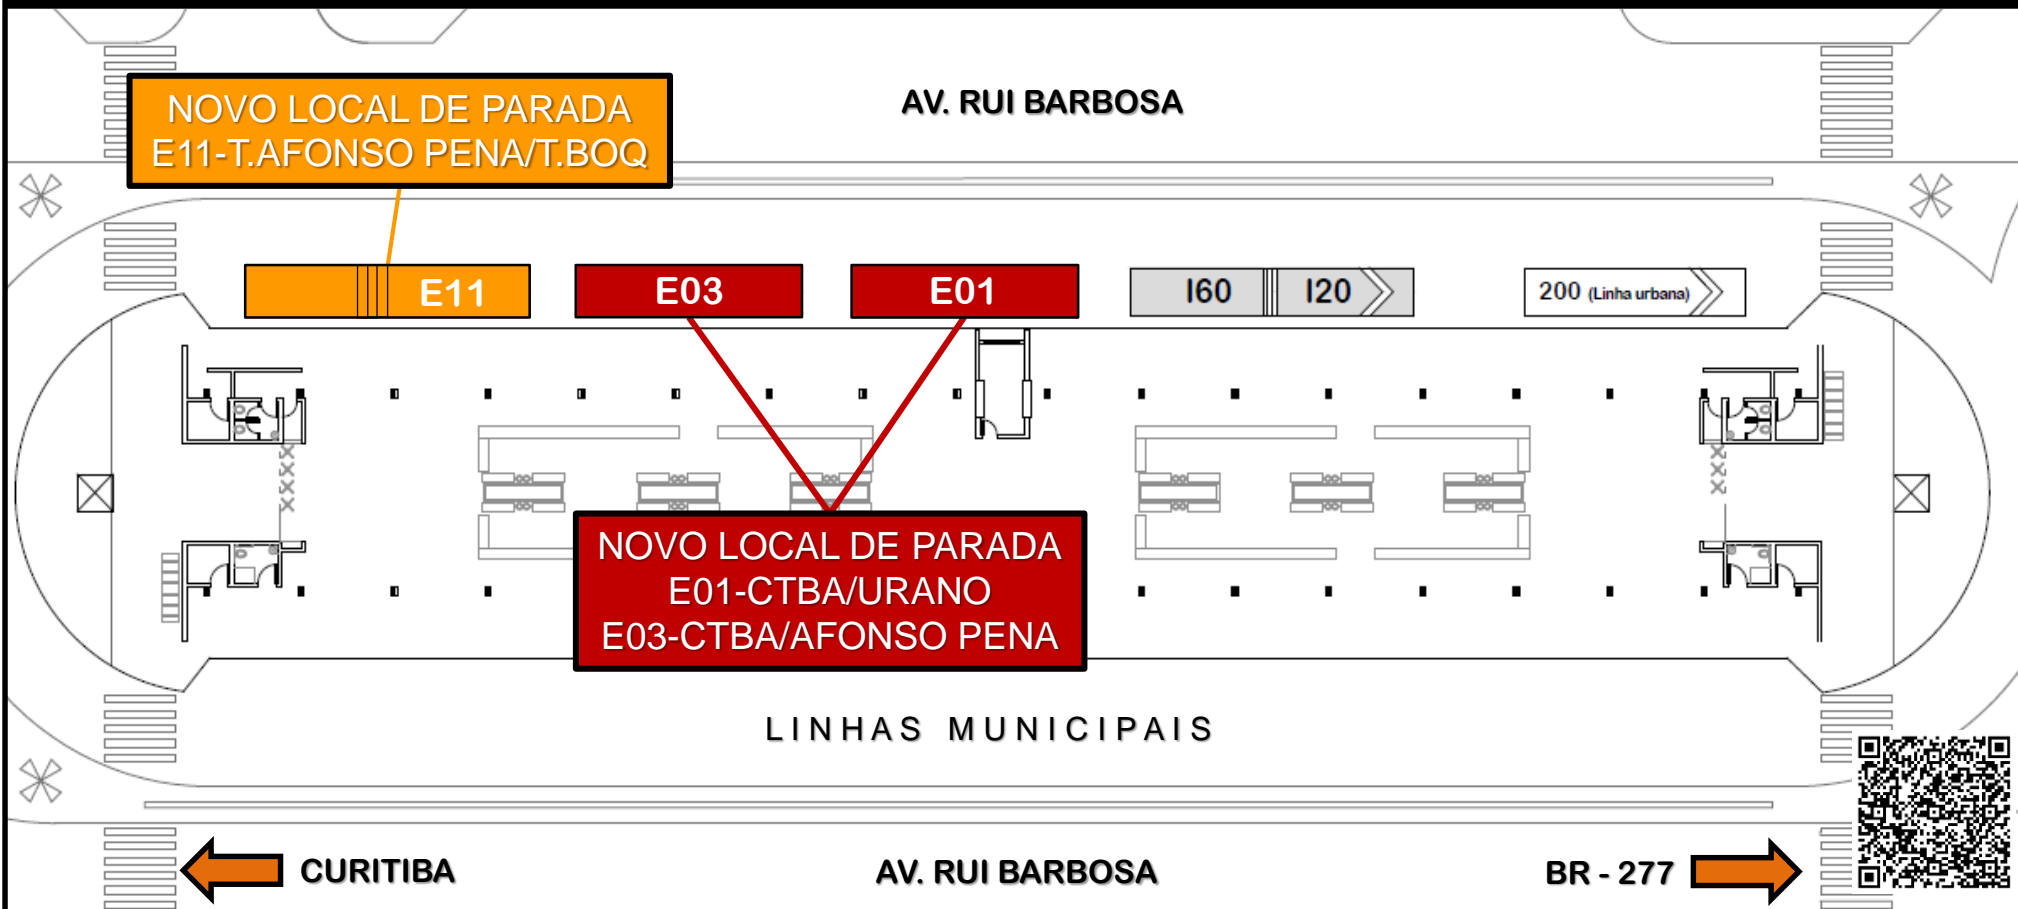 AV. RUI BARBOSA
NOVO LOCAL DE PARADA
E11-T.AFONSO PENA/T.BOQ
E11
E03
E01
I60
I20
200 (Linha urbana)
NOVO LOCAL DE PARADA
E01-CTBA/URANO
E03-CTBA/AFONSO PENA
LINHAS MUNICIPAIS
CURITIBA
AV. RUI BARBOSA
BR - 277